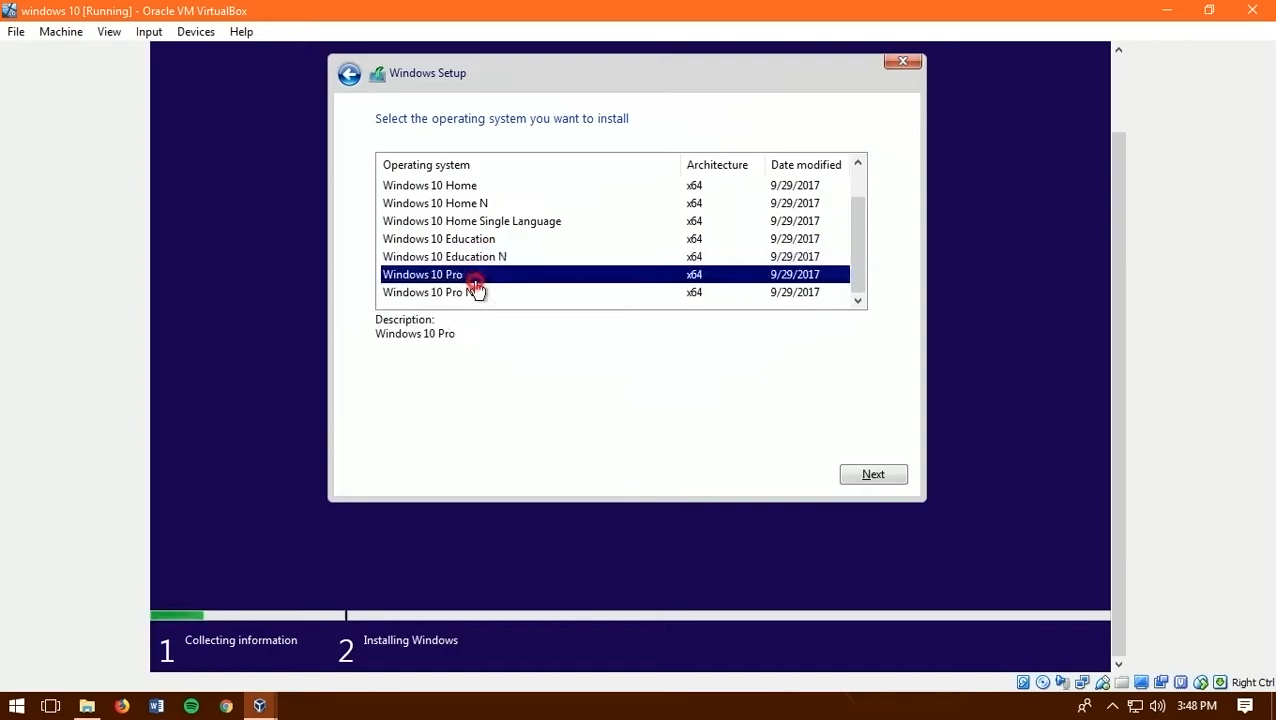 windows 10 [Running] - Oracle VM VirtualBox
File Machine View Input Devices Help
Windows Setup
Select the operating system you want to install
Operating system Architecture Date modified
Windows 10 Home x64 9/29/2017
Windows 10 Home N x64 9/29/2017
Windows 10 Home Single Language x64 9/29/2017
Windows 10 Education x64 9/29/2017
Windows 10 Education N x64 9/29/2017
Windows 10 Pro x64 9/29/2017
Windows 10 Pro N x64 9/29/2017
Description:
Windows 10 Pro
Next
1 Collecting information 2 Installing Windows
Right Ctrl
3:48 PM